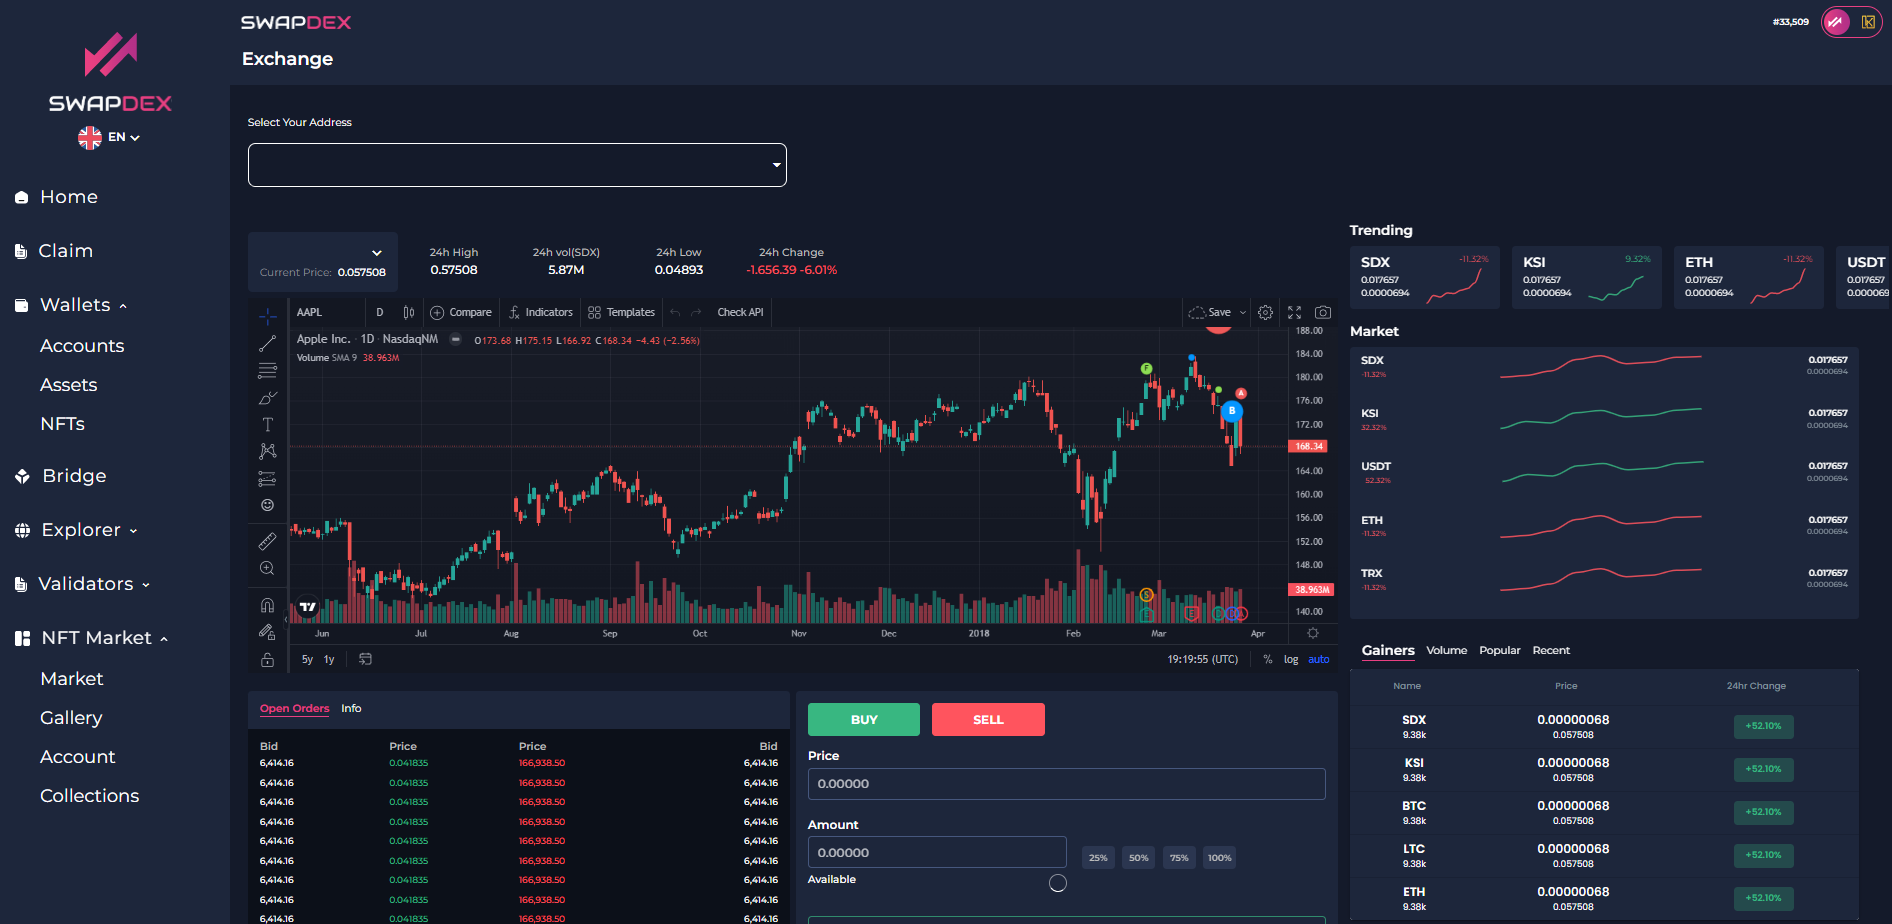 SWAPDEX
EN
Home
Claim
Wallets
Accounts
Assets
NFTs
Bridge
Explorer
Validators
NFT Market
Market
Gallery
Account
Collections
SWAPDEX
#33,509
Exchange
Select Your Address
Current Price: 0.057508
24h High
0.57508
24h vol(SDX)
5.87M
24h Low
0.04893
24h Change
-1.656.39 -6.01%
AAPL D Compare Indicators Templates Check API Save
Apple Inc. · 1D · NasdaqNM O173.68 H175.15 L166.92 C168.34 -4.43 (-2.56%)
Volume SMA 9 38.963M
188.00
184.00
180.00
176.00
172.00
168.34
164.00
160.00
156.00
152.00
148.00
38.963M
140.00
F
A
B
S
Jun Jul Aug Sep Oct Nov Dec 2018 Feb Mar Apr
5y 1y 19:19:55 (UTC) % log auto
Open Orders Info
Bid Price Price Bid
6,414.16 0.041835 166,938.50 6,414.16
6,414.16 0.041835 166,938.50 6,414.16
6,414.16 0.041835 166,938.50 6,414.16
6,414.16 0.041835 166,938.50 6,414.16
6,414.16 0.041835 166,938.50 6,414.16
6,414.16 0.041835 166,938.50 6,414.16
6,414.16 0.041835 166,938.50 6,414.16
6,414.16 0.041835 166,938.50 6,414.16
6,414.16 0.041835 166,938.50 6,414.16
BUY SELL
Price
0.00000
Amount
0.00000
25% 50% 75% 100%
Available
Trending
SDX -11.32%
0.017657
0.0000694
KSI 9.32%
0.017657
0.0000694
ETH -11.32%
0.017657
0.0000694
USDT
0.017657
Market
SDX 0.017657
-11.32% 0.0000694
KSI 0.017657
32.32% 0.0000694
USDT 0.017657
52.32% 0.0000694
ETH 0.017657
-11.32% 0.0000694
TRX 0.017657
-11.32% 0.0000694
Gainers Volume Popular Recent
Name Price 24hr Change
SDX 0.00000068 +52.10%
9.38k 0.057508
KSI 0.00000068 +52.10%
9.38k 0.057508
BTC 0.00000068 +52.10%
9.38k 0.057508
LTC 0.00000068 +52.10%
9.38k 0.057508
ETH 0.00000068 +52.10%
9.38k 0.057508